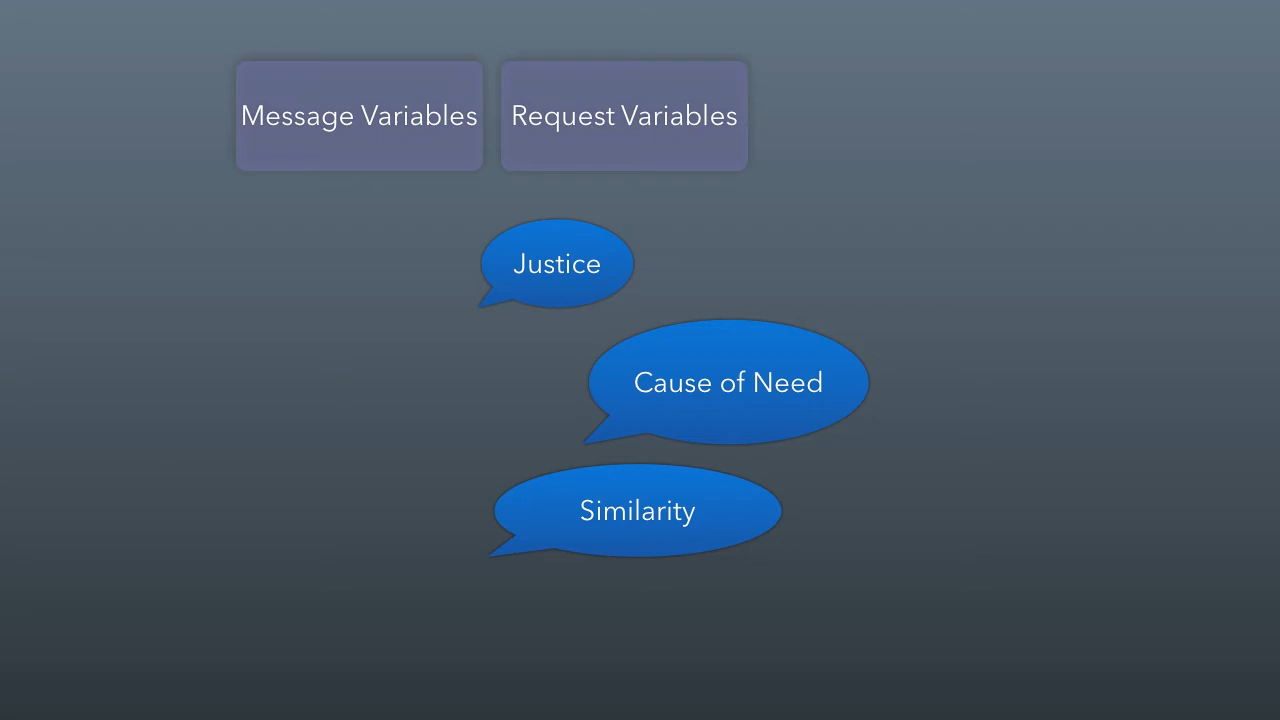 Message Variables
Request Variables
Justice
Cause of Need
Similarity